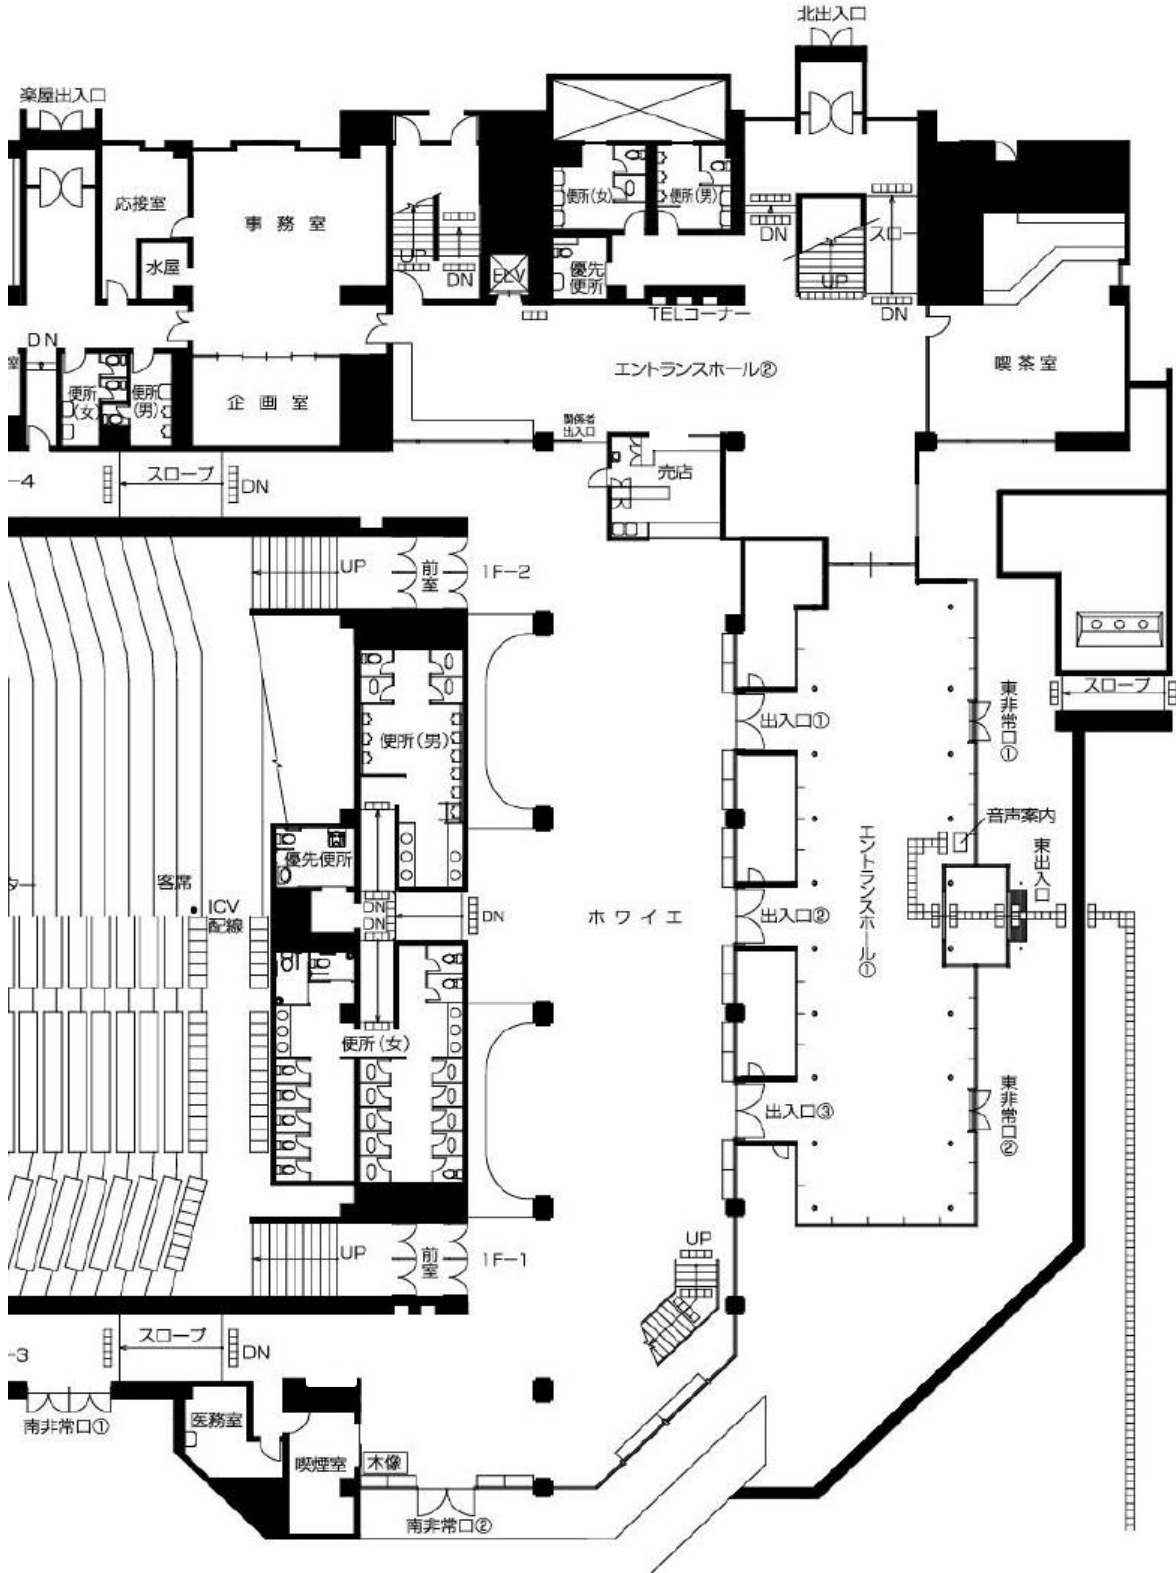 北出入口
楽屋出入口
応接室
事務室
水屋
UP
DN
ELV
便所(女)
便所(男)
優先
便所
TELコーナー
DN
UP
スロー
DN
喫茶室
エントランスホール②
DN
室
便所
(女)
便所
(男)
企画室
関係者
出入口
売店
-4
スロープ
DN
UP
前室
1F-2
便所(男)
出入口①
東非常口①
スロープ
音声案内
東出入口
エントランスホール①
優先便所
ター
客席
ICV
配線
DN
DN
DN
ホワイエ
出入口②
便所(女)
出入口③
東非常口②
UP
前室
1F-1
UP
-3
スロープ
DN
南非常口①
医務室
喫煙室
木像
南非常口②